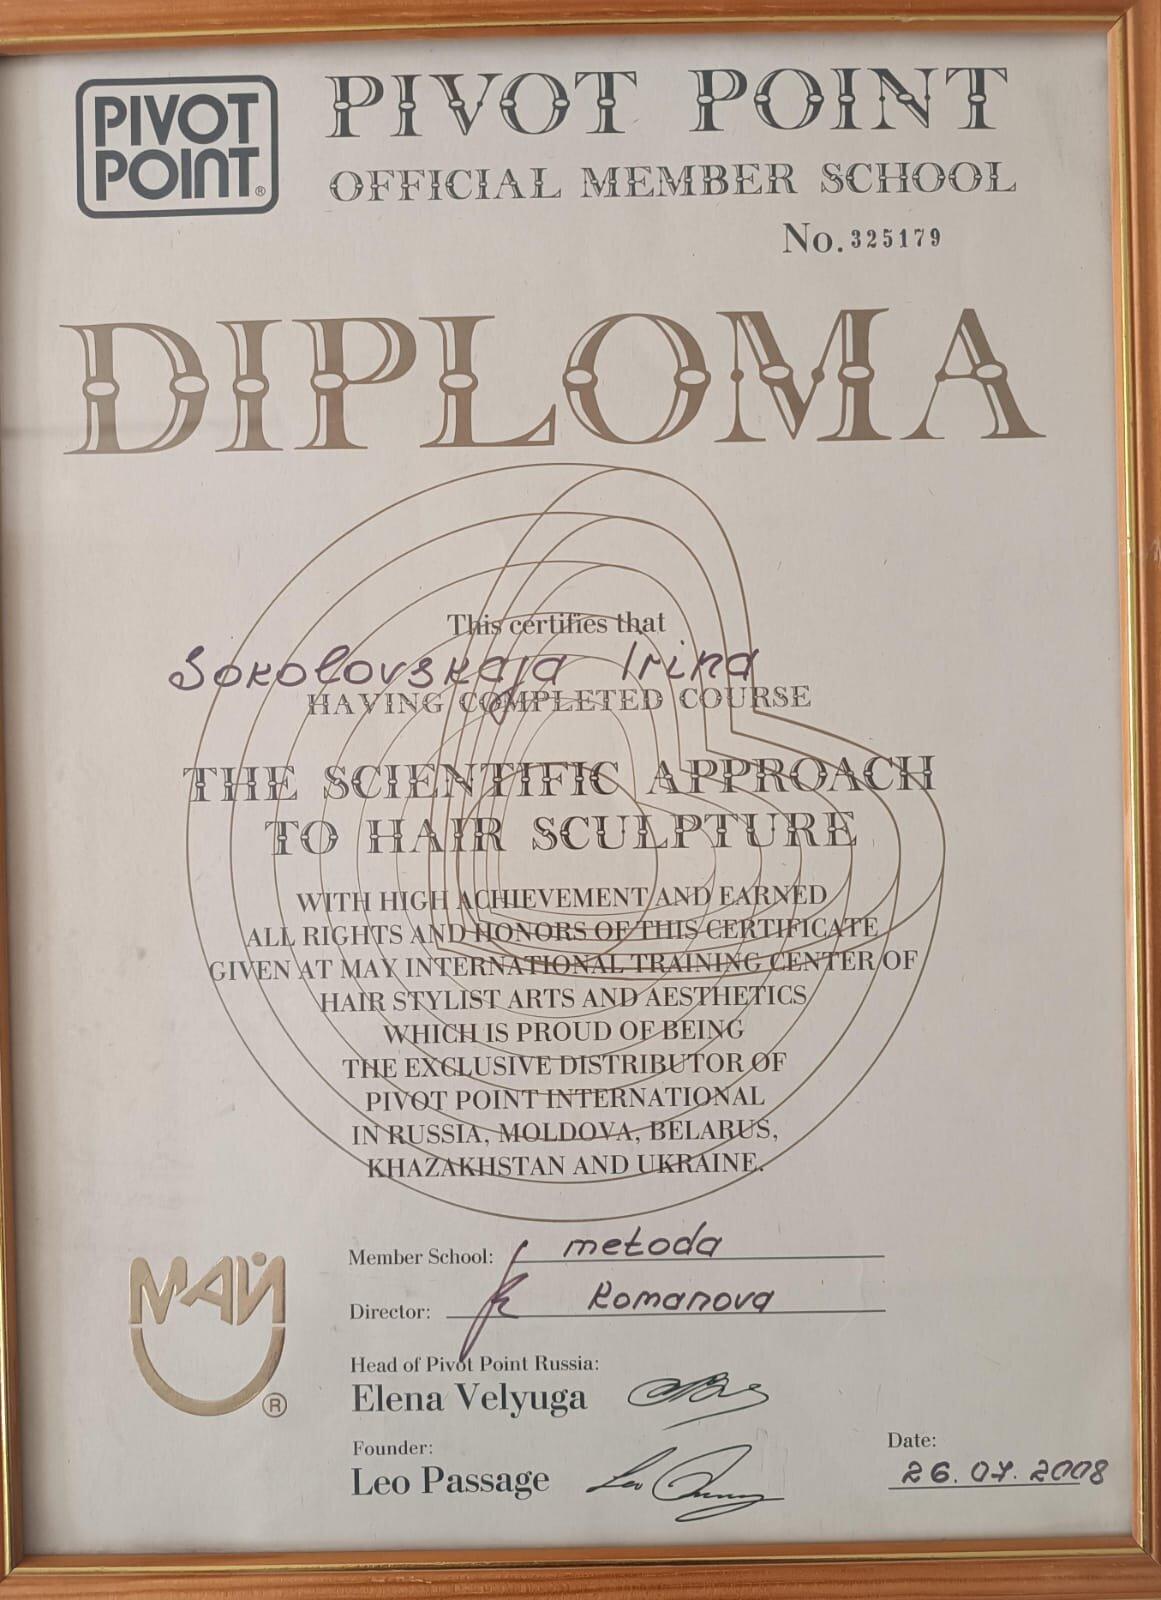 PIVOT
POINT®
PIVOT POINT
OFFICIAL MEMBER SCHOOL
No. 325179
DIPLOMA
This certifies that
Sokolovskaja Irina
HAVING COMPLETED COURSE
THE SCIENTIFIC APPROACH
TO HAIR SCULPTURE
WITH HIGH ACHIEVEMENT AND EARNED
ALL RIGHTS AND HONORS OF THIS CERTIFICATE
GIVEN AT MAY INTERNATIONAL TRAINING CENTER OF
HAIR STYLIST ARTS AND AESTHETICS
WHICH IS PROUD OF BEING
THE EXCLUSIVE DISTRIBUTOR OF
PIVOT POINT INTERNATIONAL
IN RUSSIA, MOLDOVA, BELARUS,
KHAZAKHSTAN AND UKRAINE.
Member School: metoda
Director: Romanova
Head of Pivot Point Russia:
Elena Velyuga
Founder:
Leo Passage
Date:
26.07.2008
МАЙ
®